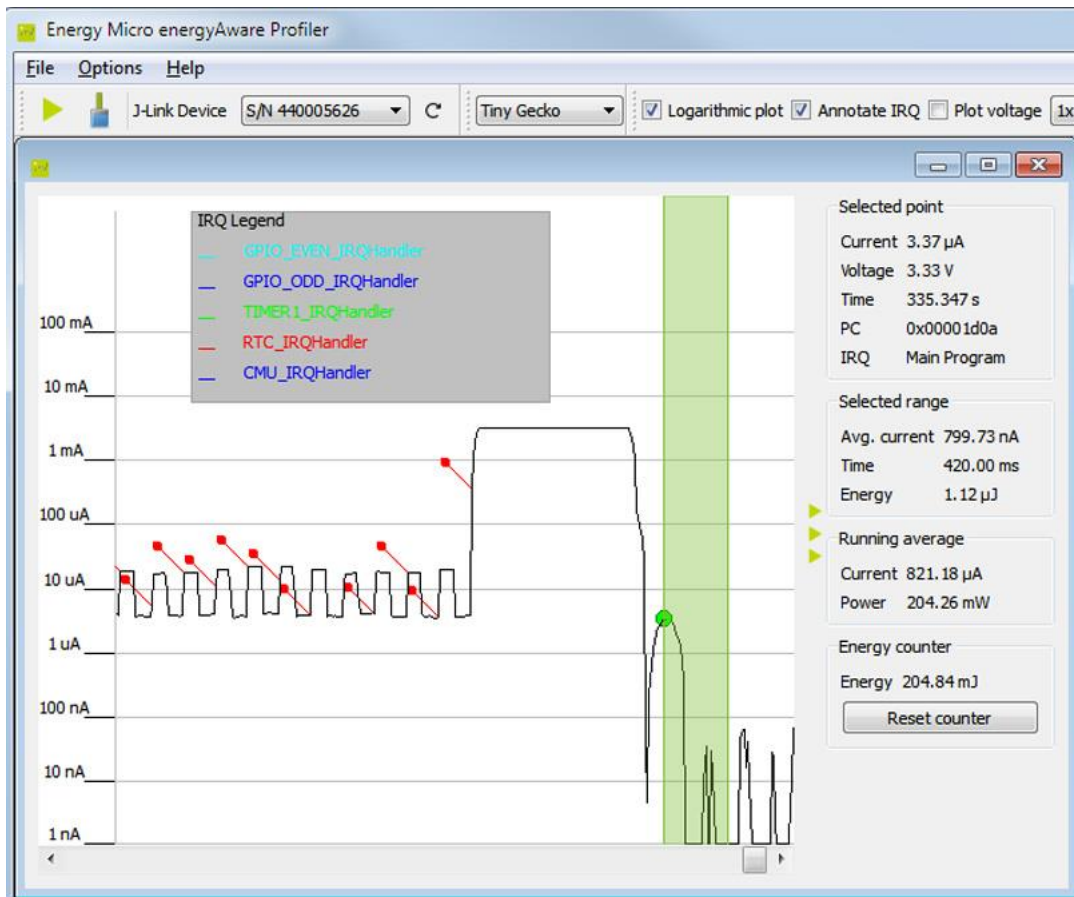 Energy Micro energyAware Profiler
File Options Help
J-Link Device S/N 440005626 C Tiny Gecko Logarithmic plot Annotate IRQ Plot voltage 1x
IRQ Legend
GPIO_EVEN_IRQHandler
GPIO_ODD_IRQHandler
TIMER1_IRQHandler
RTC_IRQHandler
CMU_IRQHandler
100 mA
10 mA
1 mA
100 uA
10 uA
1 uA
100 nA
10 nA
1 nA
Selected point
Current 3.37 µA
Voltage 3.33 V
Time 335.347 s
PC 0x00001d0a
IRQ Main Program
Selected range
Avg. current 799.73 nA
Time 420.00 ms
Energy 1.12 µJ
Running average
Current 821.18 µA
Power 204.26 mW
Energy counter
Energy 204.84 mJ
Reset counter